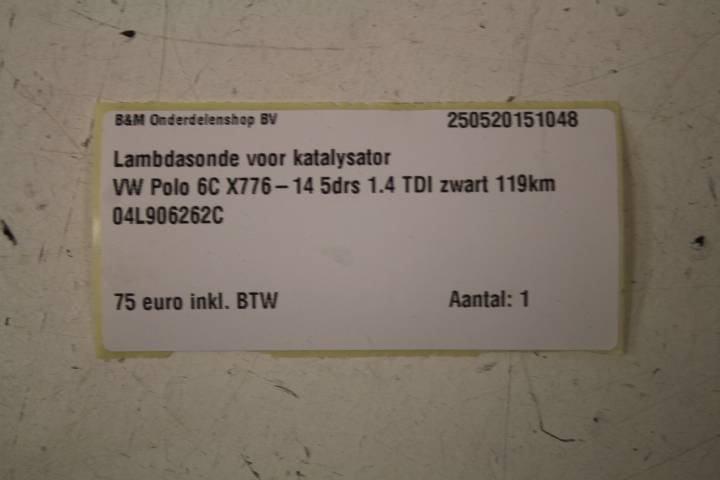 B&M Onderdelenshop BV 250520151048
Lambdasonde voor katalysator
VW Polo 6C X776-14 5drs 1.4 TDI zwart 119km
04L906262C
75 euro inkl. BTW Aantal: 1